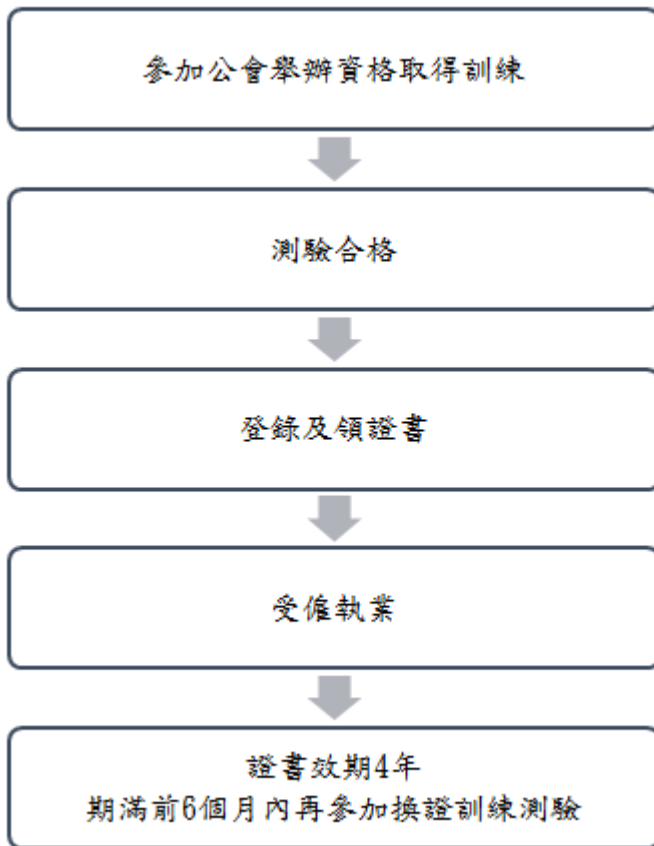 參加公會舉辦資格取得訓練
測驗合格
登錄及領證書
受僱執業
證書效期4年
期滿前6個月內再參加換證訓練測驗